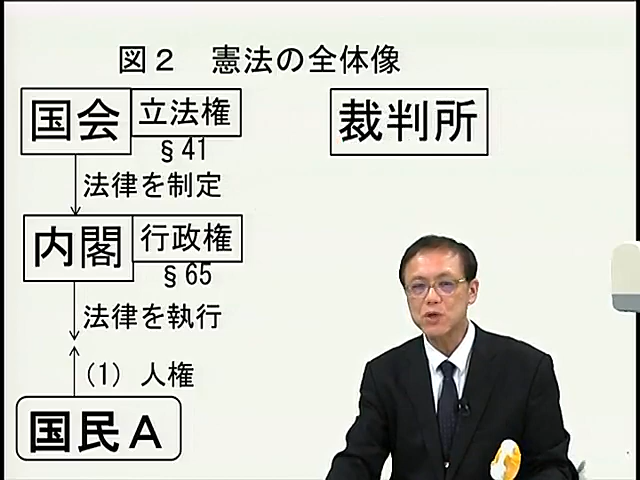 図２　憲法の全体像
国会 立法権 裁判所
§41
法律を制定
内閣 行政権
§65
法律を執行
(1) 人権
国民Ａ